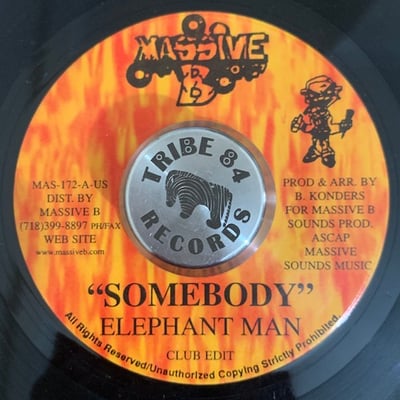 MASSIVE
B
TRIBE 84
RECORDS
MAS-172-A-US
DIST. BY
MASSIVE B
(718)399-8897 PH/FAX
WEB SITE
www.massiveb.com
PROD & ARR. BY
B. KONDERS
FOR MASSIVE B
SOUNDS PROD.
ASCAP
MASSIVE
SOUNDS MUSIC
"SOMEBODY"
ELEPHANT MAN
CLUB EDIT
All Rights Reserved/Unauthorized Copying Strictly Prohibited.